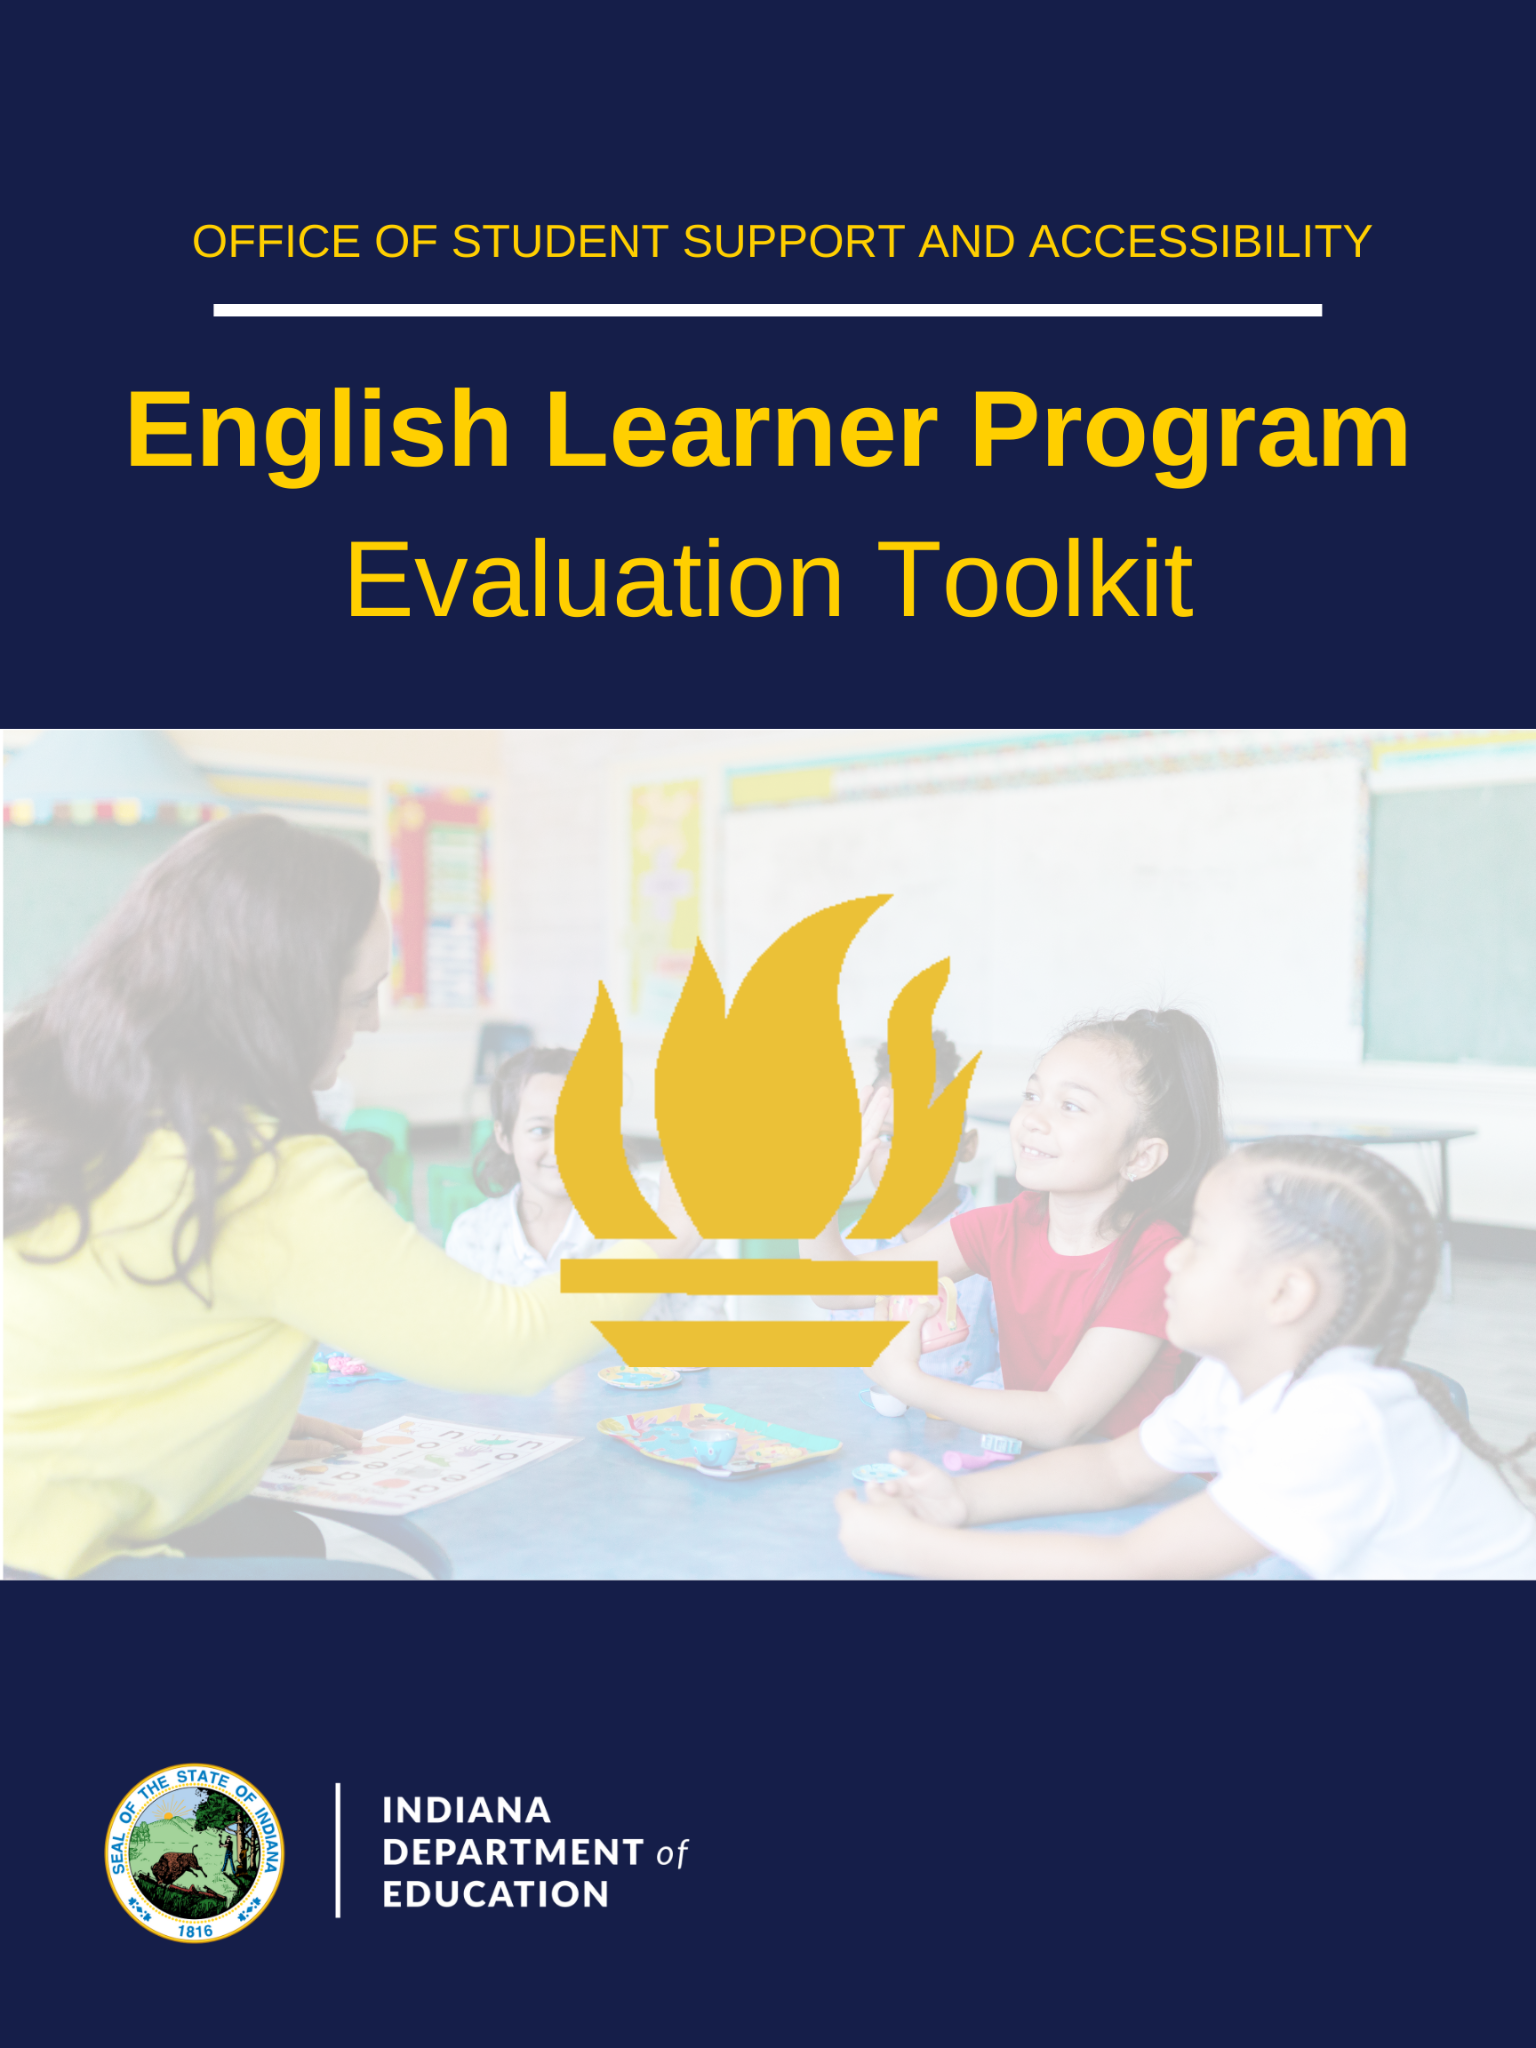 OFFICE OF STUDENT SUPPORT AND ACCESSIBILITY
English Learner Program
Evaluation Toolkit
SEAL OF THE STATE OF INDIANA
1816
INDIANA
DEPARTMENT of
EDUCATION